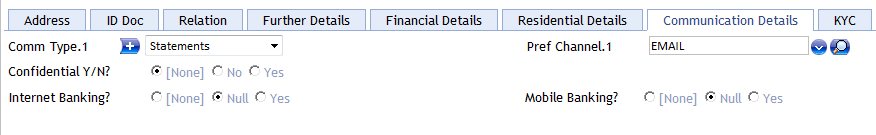 Address ID Doc Relation Further Details Financial Details Residential Details Communication Details KYC
Comm Type.1 Statements Pref Channel.1 EMAIL
Confidential Y/N? [None] No Yes
Internet Banking? [None] Null Yes Mobile Banking? [None] Null Yes